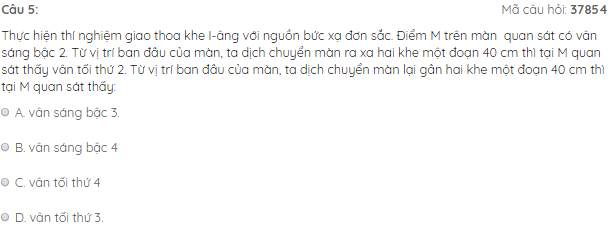 Câu 5: Mã câu hỏi: 37854
Thực hiện thí nghiệm giao thoa khe I-âng với nguồn bức xạ đơn sắc. Điểm M trên màn quan sát có vân
sáng bậc 2. Từ vị trí ban đầu của màn, ta dịch chuyển màn ra xa hai khe một đoạn 40 cm thì tại M quan
sát thấy vân tối thứ 2. Từ vị trí ban đầu của màn, ta dịch chuyển màn lại gần hai khe một đoạn 40 cm thì
tại M quan sát thấy:
A. vân sáng bậc 3.
B. vân sáng bậc 4
C. vân tối thứ 4
D. vân tối thứ 3.